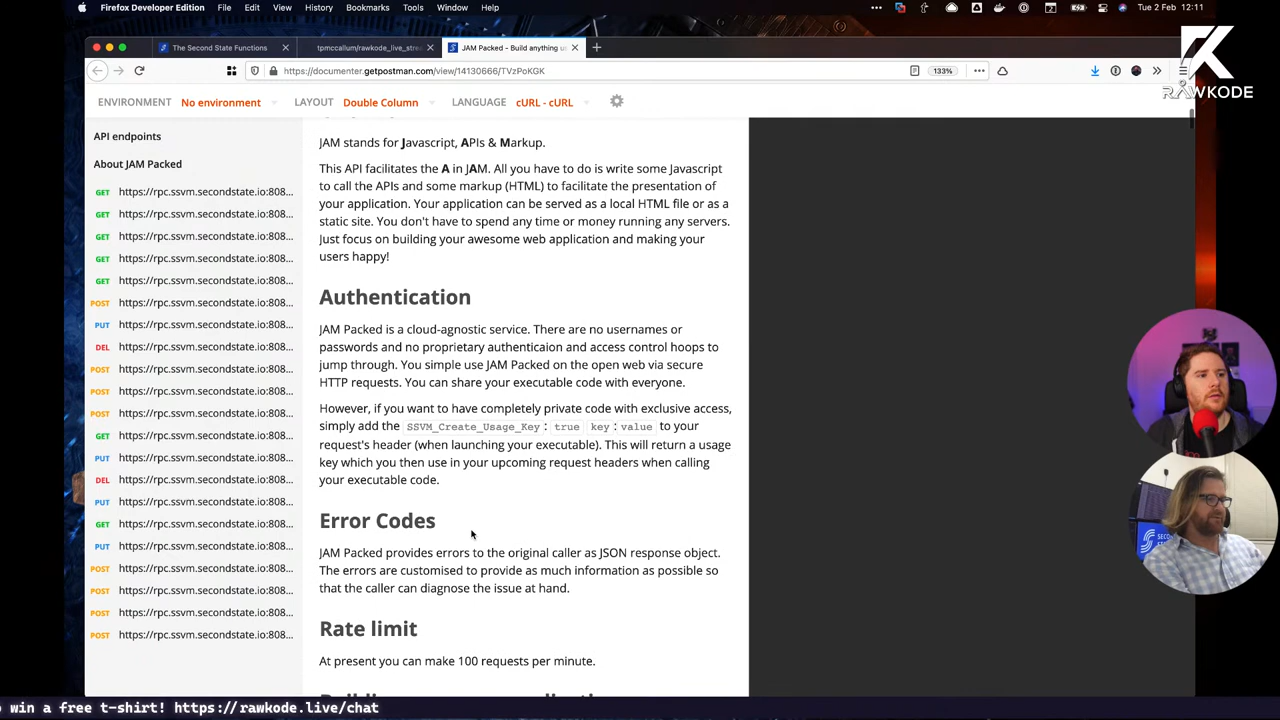 Firefox Developer Edition File Edit View History Bookmarks Tools Window Help
Tue 2 Feb 12:11
The Second State Functions
tpmccallum/rawkode_live_stre
JAM Packed - Build anything u
https://documenter.getpostman.com/view/14130666/TVzPoKGK
133%
RAWKODE
ENVIRONMENT No environment LAYOUT Double Column LANGUAGE cURL - cURL
API endpoints
About JAM Packed
GET https://rpc.ssvm.secondstate.io:808...
GET https://rpc.ssvm.secondstate.io:808...
GET https://rpc.ssvm.secondstate.io:808...
GET https://rpc.ssvm.secondstate.io:808...
GET https://rpc.ssvm.secondstate.io:808...
POST https://rpc.ssvm.secondstate.io:808...
PUT https://rpc.ssvm.secondstate.io:808...
DEL https://rpc.ssvm.secondstate.io:808...
POST https://rpc.ssvm.secondstate.io:808...
POST https://rpc.ssvm.secondstate.io:808...
POST https://rpc.ssvm.secondstate.io:808...
GET https://rpc.ssvm.secondstate.io:808...
PUT https://rpc.ssvm.secondstate.io:808...
DEL https://rpc.ssvm.secondstate.io:808...
PUT https://rpc.ssvm.secondstate.io:808...
GET https://rpc.ssvm.secondstate.io:808...
PUT https://rpc.ssvm.secondstate.io:808...
POST https://rpc.ssvm.secondstate.io:808...
POST https://rpc.ssvm.secondstate.io:808...
POST https://rpc.ssvm.secondstate.io:808...
POST https://rpc.ssvm.secondstate.io:808...
JAM stands for Javascript, APIs & Markup.
This API facilitates the A in JAM. All you have to do is write some Javascript
to call the APIs and some markup (HTML) to facilitate the presentation of
your application. Your application can be served as a local HTML file or as a
static site. You don't have to spend any time or money running any servers.
Just focus on building your awesome web application and making your
users happy!
Authentication
JAM Packed is a cloud-agnostic service. There are no usernames or
passwords and no proprietary authenticaion and access control hoops to
jump through. You simple use JAM Packed on the open web via secure
HTTP requests. You can share your executable code with everyone.
However, if you want to have completely private code with exclusive access,
simply add the SSVM_Create_Usage_Key: true key:value to your
request's header (when launching your executable). This will return a usage
key which you then use in your upcoming request headers when calling
your executable code.
Error Codes
JAM Packed provides errors to the original caller as JSON response object.
The errors are customised to provide as much information as possible so
that the caller can diagnose the issue at hand.
Rate limit
At present you can make 100 requests per minute.
win a free t-shirt! https://rawkode.live/chat